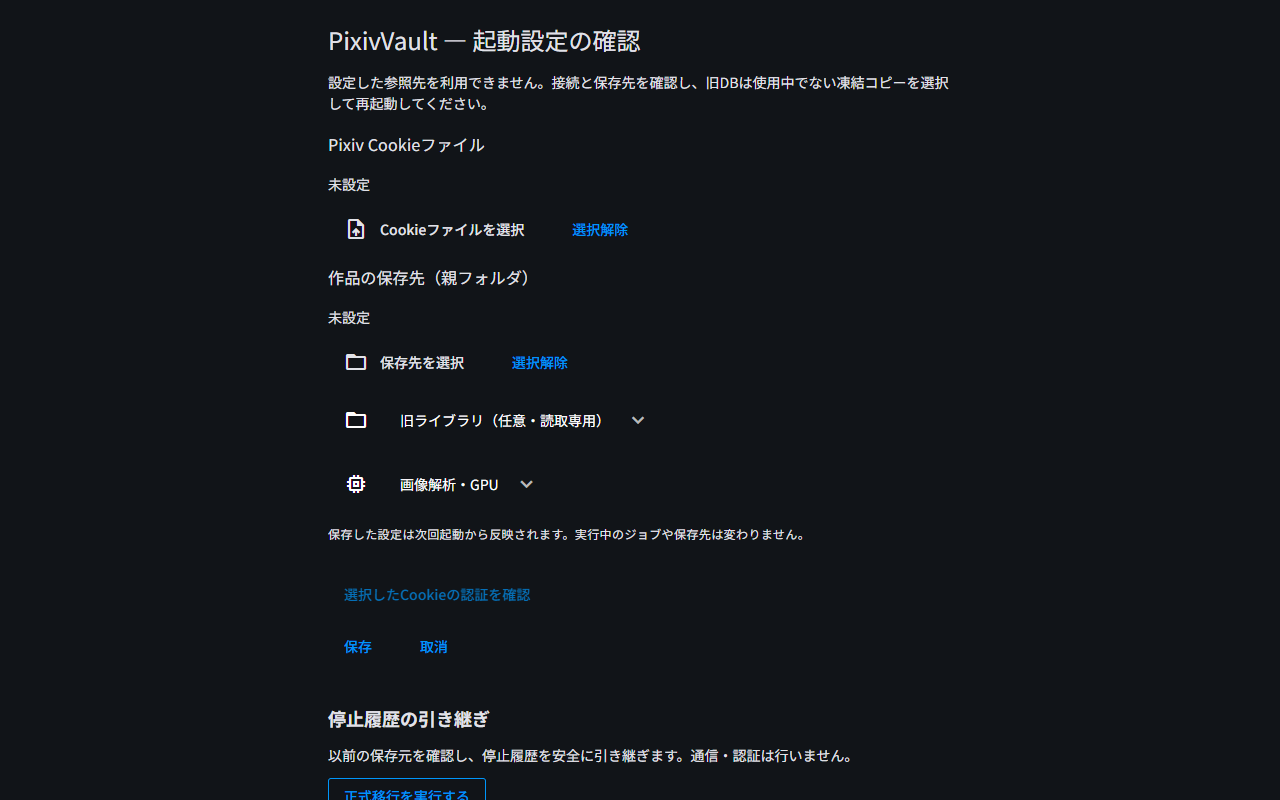 PixivVault — 起動設定の確認
設定した参照先を利用できません。接続と保存先を確認し、旧DBは使用中でない凍結コピーを選択
して再起動してください。
Pixiv Cookieファイル
未設定
Cookieファイルを選択
選択解除
作品の保存先（親フォルダ）
未設定
保存先を選択
選択解除
旧ライブラリ（任意・読取専用）
画像解析・GPU
保存した設定は次回起動から反映されます。実行中のジョブや保存先は変わりません。
選択したCookieの認証を確認
保存
取消
停止履歴の引き継ぎ
以前の保存元を確認し、停止履歴を安全に引き継ぎます。通信・認証は行いません。
正式移行を実行する